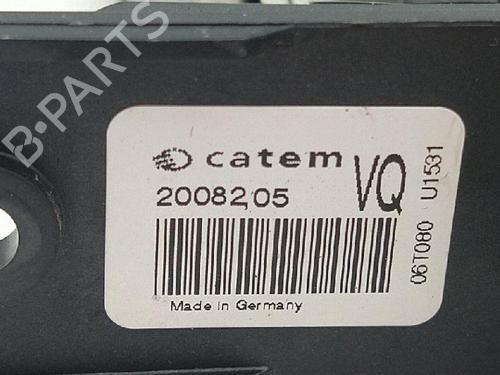 B-PARTS
catem
2008205
VQ
06T080 U1531
Made in Germany